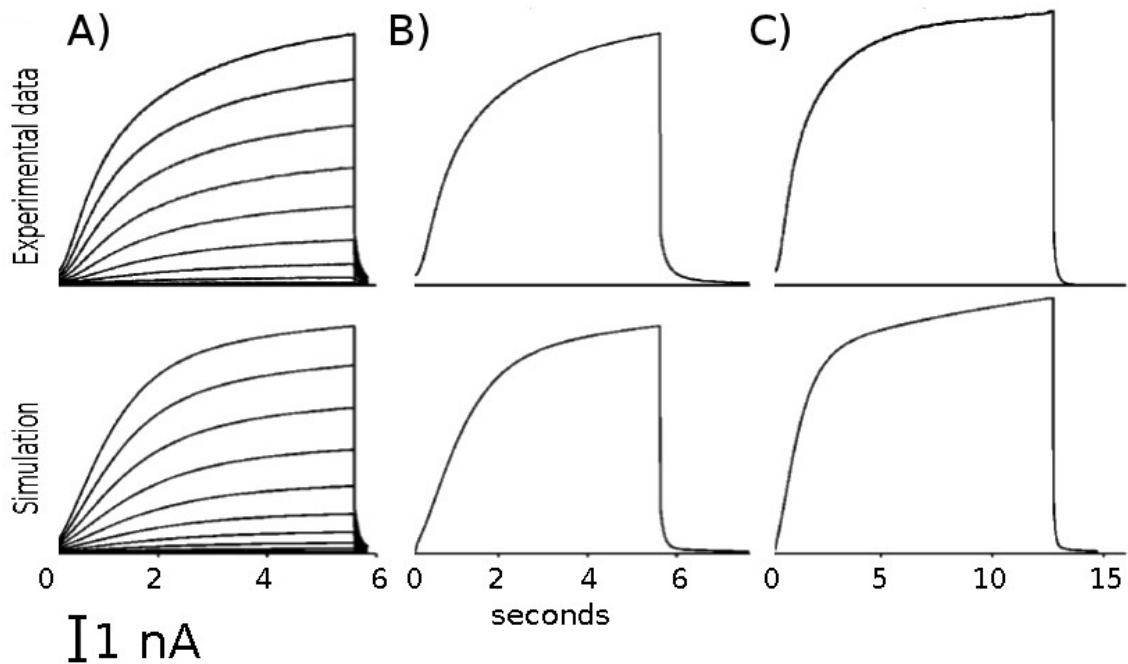 A) B) C)
Experimental data
Simulation
0 2 4 6 0 2 4 6 0 5 10 15
seconds
1 nA